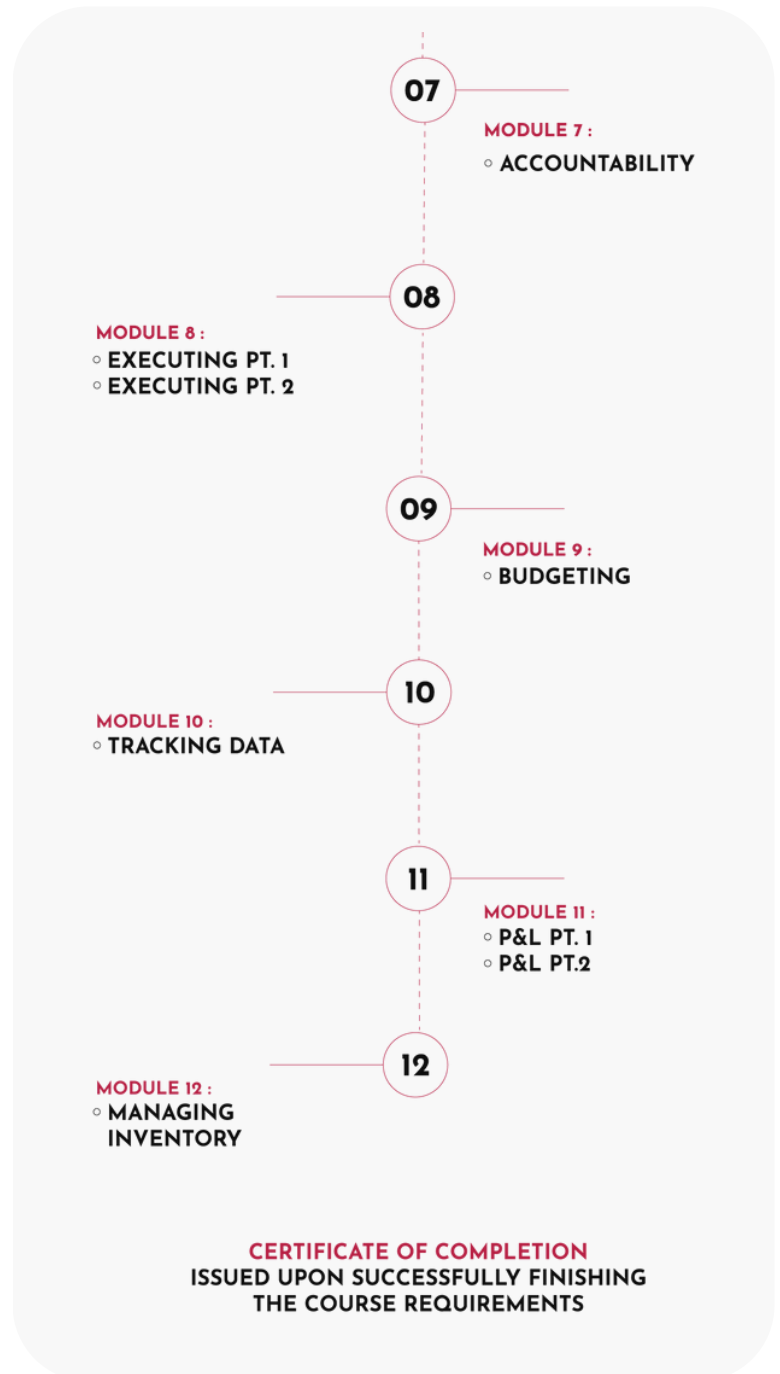 07
MODULE 7 :
ACCOUNTABILITY
08
MODULE 8 :
EXECUTING PT. 1
EXECUTING PT. 2
09
MODULE 9 :
BUDGETING
10
MODULE 10 :
TRACKING DATA
11
MODULE 11 :
P&L PT. 1
P&L PT.2
12
MODULE 12 :
MANAGING
INVENTORY
CERTIFICATE OF COMPLETION
ISSUED UPON SUCCESSFULLY FINISHING
THE COURSE REQUIREMENTS